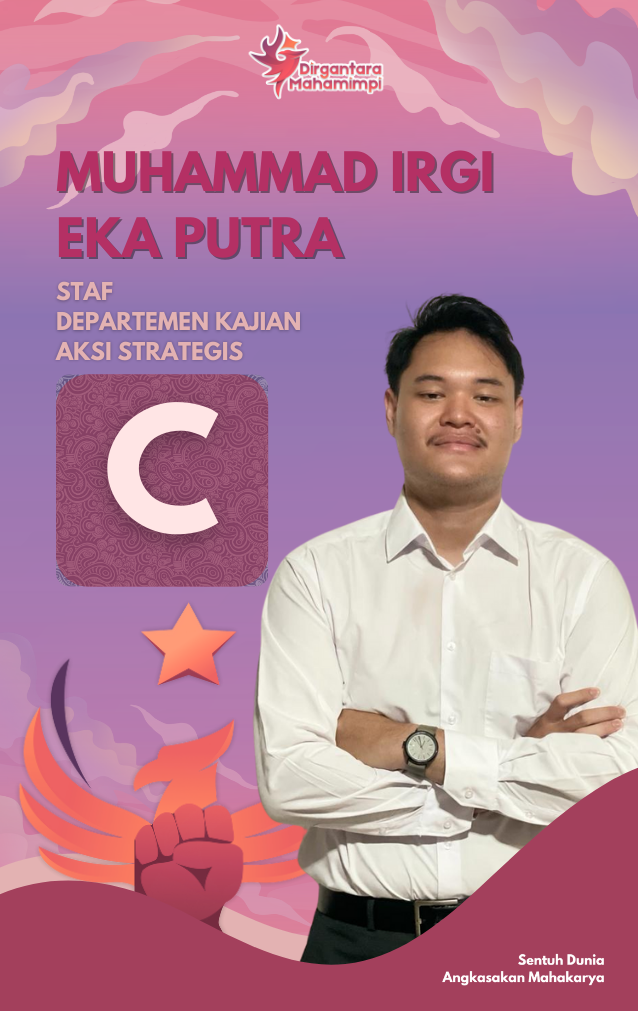 Dirgantara
Mahamimpi
MUHAMMAD IRGI
EKA PUTRA
STAF
DEPARTEMEN KAJIAN
AKSI STRATEGIS
C
Sentuh Dunia
Angkasakan Mahakarya